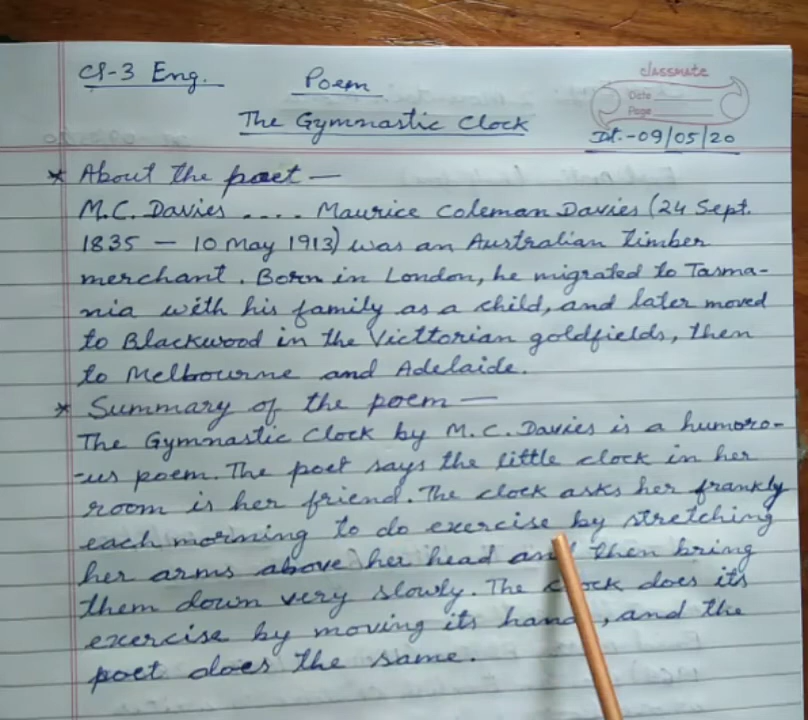 Cl-3 Eng.
Poem
classmate
Date
Page
The Gymnastic Clock
Dt.-09/05/20
* About the poet —
M.C. Davies .... Maurice Coleman Davies (24 Sept.
1835 — 10 May 1913) was an Australian timber
merchant. Born in London, he migrated to Tasma-
nia with his family as a child, and later moved
to Blackwood in the Victtorian goldfields, then
to Melbourne and Adelaide.
* Summary of the poem —
The Gymnastic Clock by M.C. Davies is a humoro-
-us poem. The poet says the little clock in her
room is her friend. The clock asks her frankly
each morning to do exercise by stretching
her arms above her head and then bring
them down very slowly. The clock does its
exercise by moving its hands, and the
poet does the same.